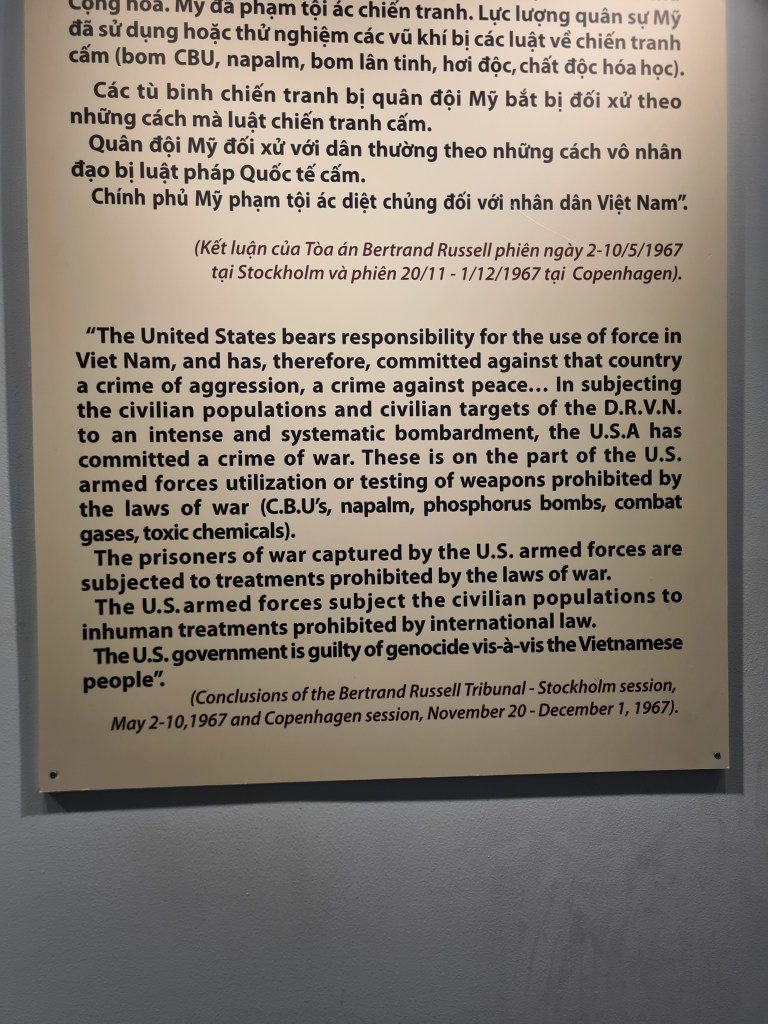 Cộng hòa. Mỹ đã phạm tội ác chiến tranh. Lực lượng quân sự Mỹ
đã sử dụng hoặc thử nghiệm các vũ khí bị các luật về chiến tranh
cấm (bom CBU, napalm, bom lân tinh, hơi độc, chất độc hóa học).
Các tù binh chiến tranh bị quân đội Mỹ bắt bị đối xử theo
những cách mà luật chiến tranh cấm.
Quân đội Mỹ đối xử với dân thường theo những cách vô nhân
đạo bị luật pháp Quốc tế cấm.
Chính phủ Mỹ phạm tội ác diệt chủng đối với nhân dân Việt Nam”.
(Kết luận của Tòa án Bertrand Russell phiên ngày 2-10/5/1967
tại Stockholm và phiên 20/11 - 1/12/1967 tại Copenhagen).
“The United States bears responsibility for the use of force in
Viet Nam, and has, therefore, committed against that country
a crime of aggression, a crime against peace… In subjecting
the civilian populations and civilian targets of the D.R.V.N.
to an intense and systematic bombardment, the U.S.A has
committed a crime of war. These is on the part of the U.S.
armed forces utilization or testing of weapons prohibited by
the laws of war (C.B.U’s, napalm, phosphorus bombs, combat
gases, toxic chemicals).
The prisoners of war captured by the U.S. armed forces are
subjected to treatments prohibited by the laws of war.
The U.S. armed forces subject the civilian populations to
inhuman treatments prohibited by international law.
The U.S. government is guilty of genocide vis-à-vis the Vietnamese
people”.
(Conclusions of the Bertrand Russell Tribunal - Stockholm session,
May 2-10,1967 and Copenhagen session, November 20 - December 1, 1967).